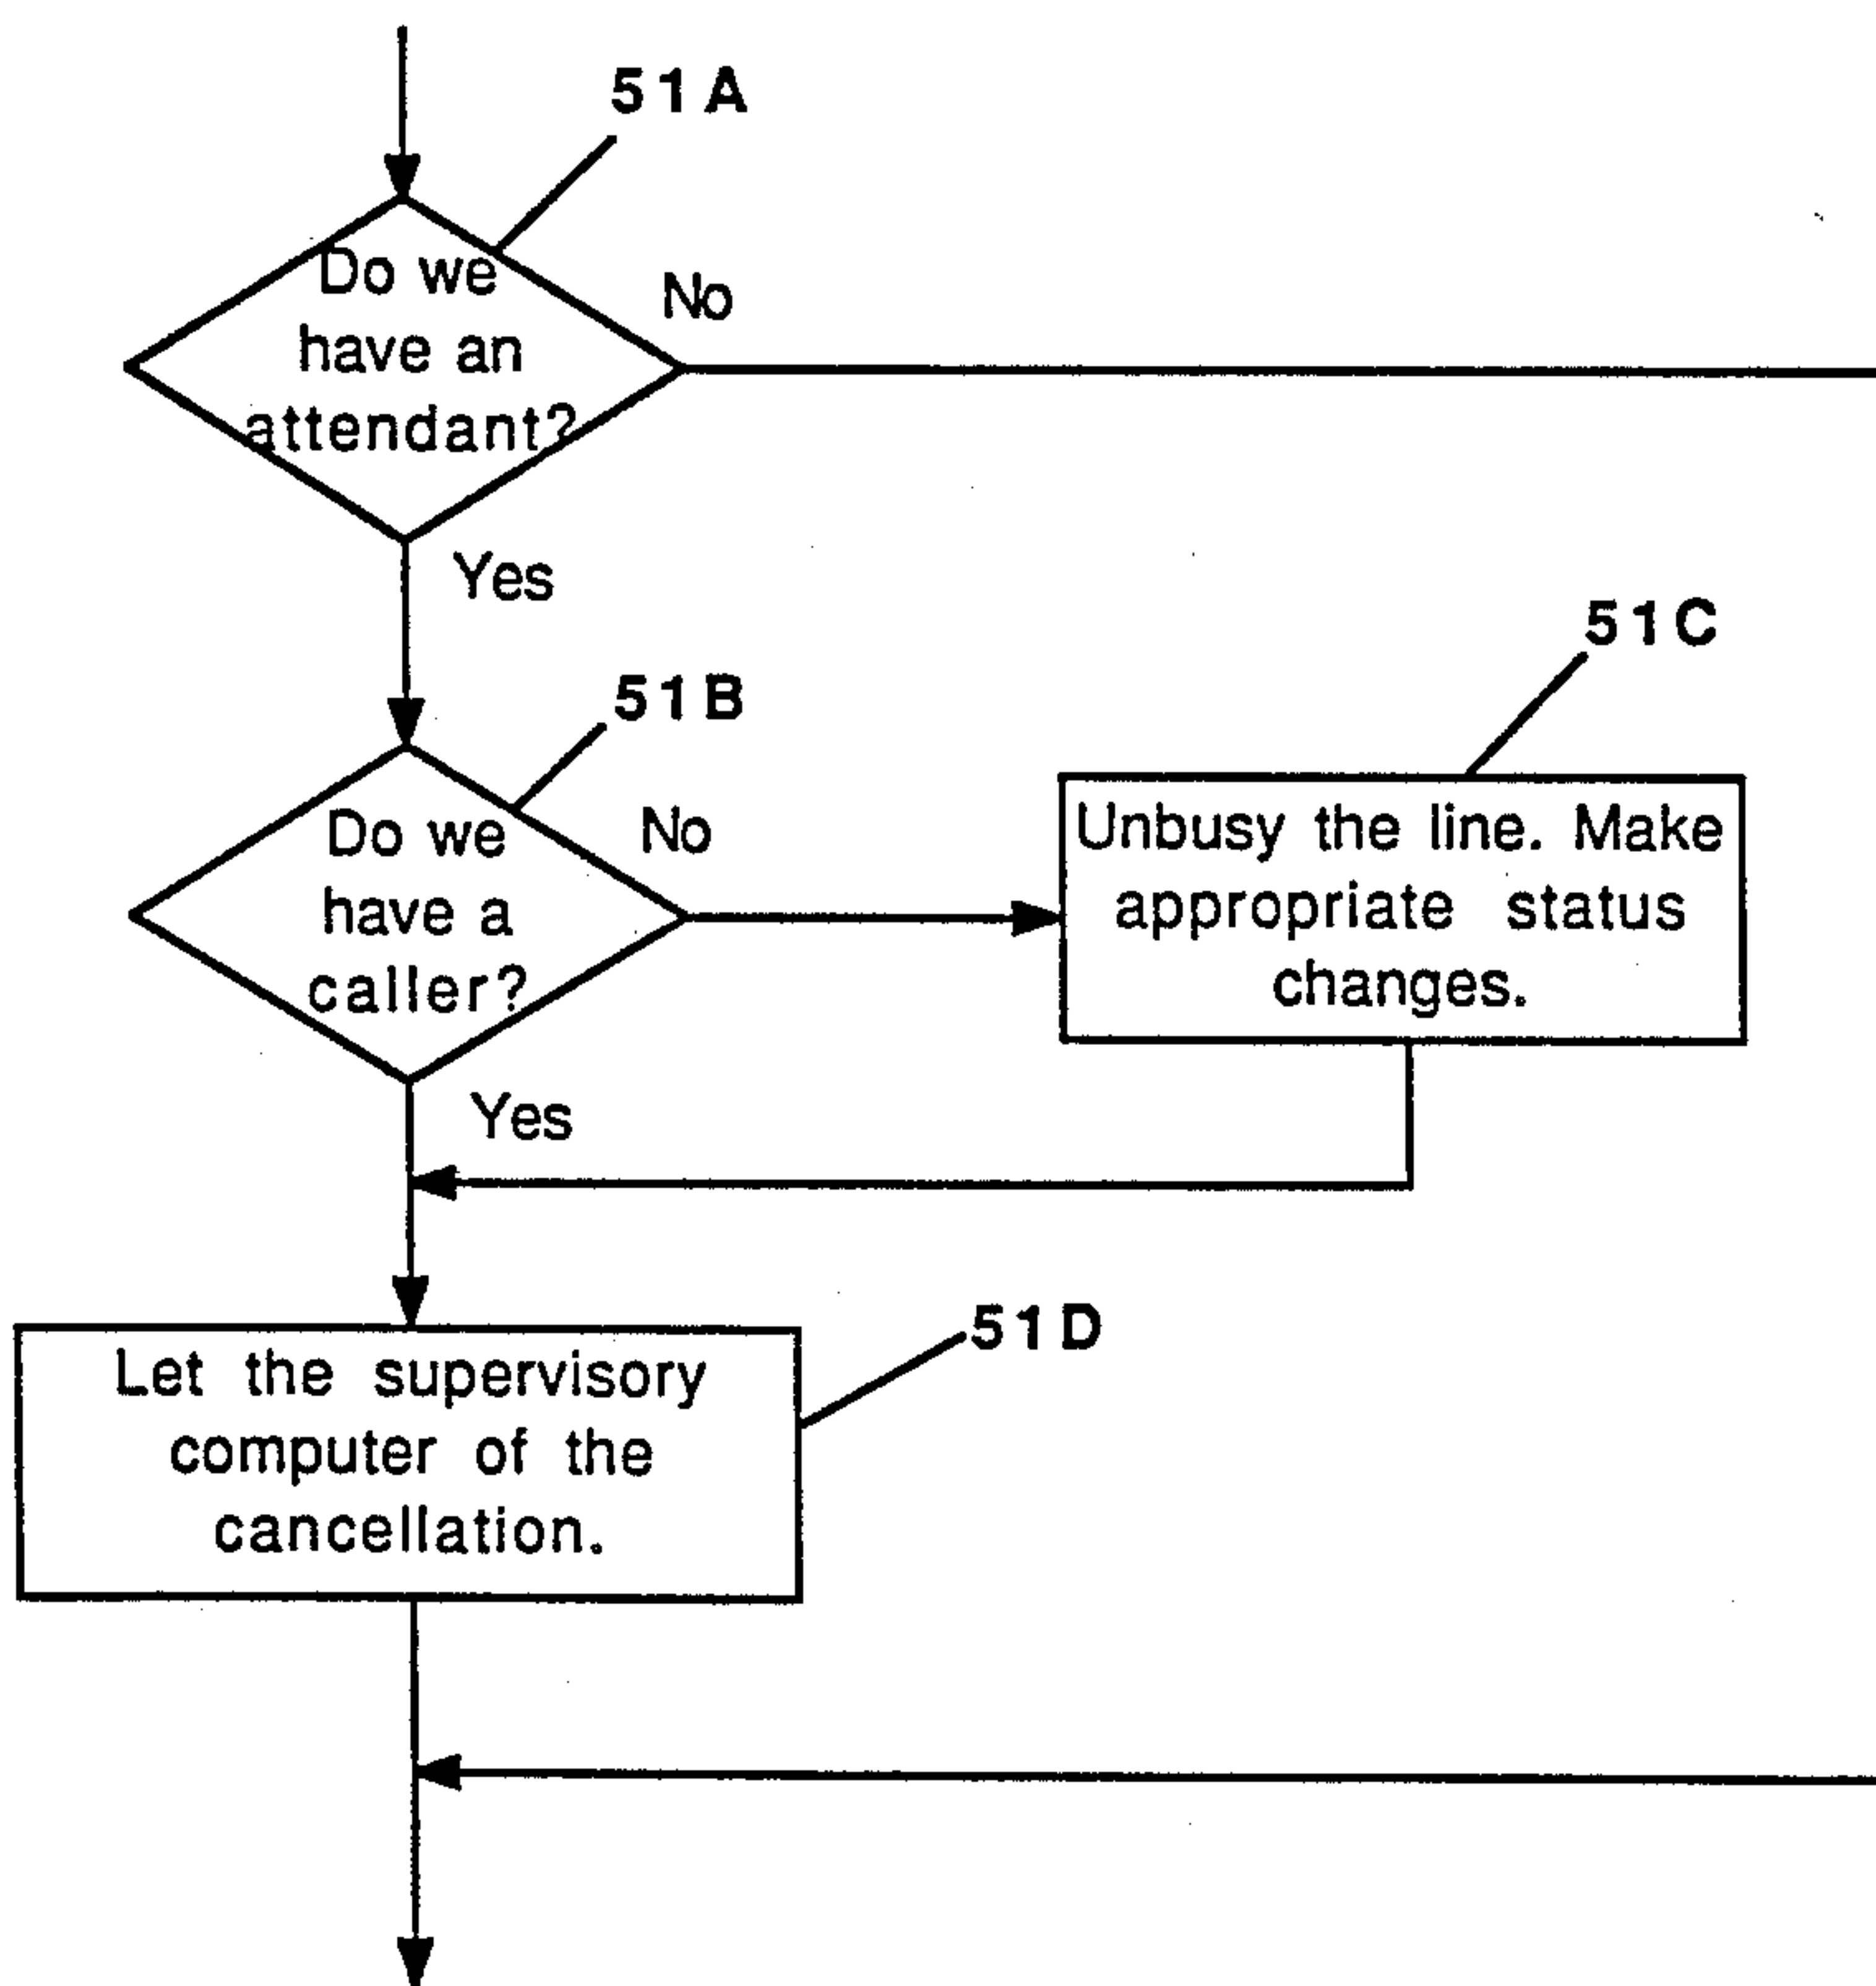 51A
Do we
have an
attendant?
No
Yes
51B
Do we
have a
caller?
No
51C
Unbusy the line. Make
appropriate status
changes.
Yes
51D
Let the supervisory
computer of the
cancellation.